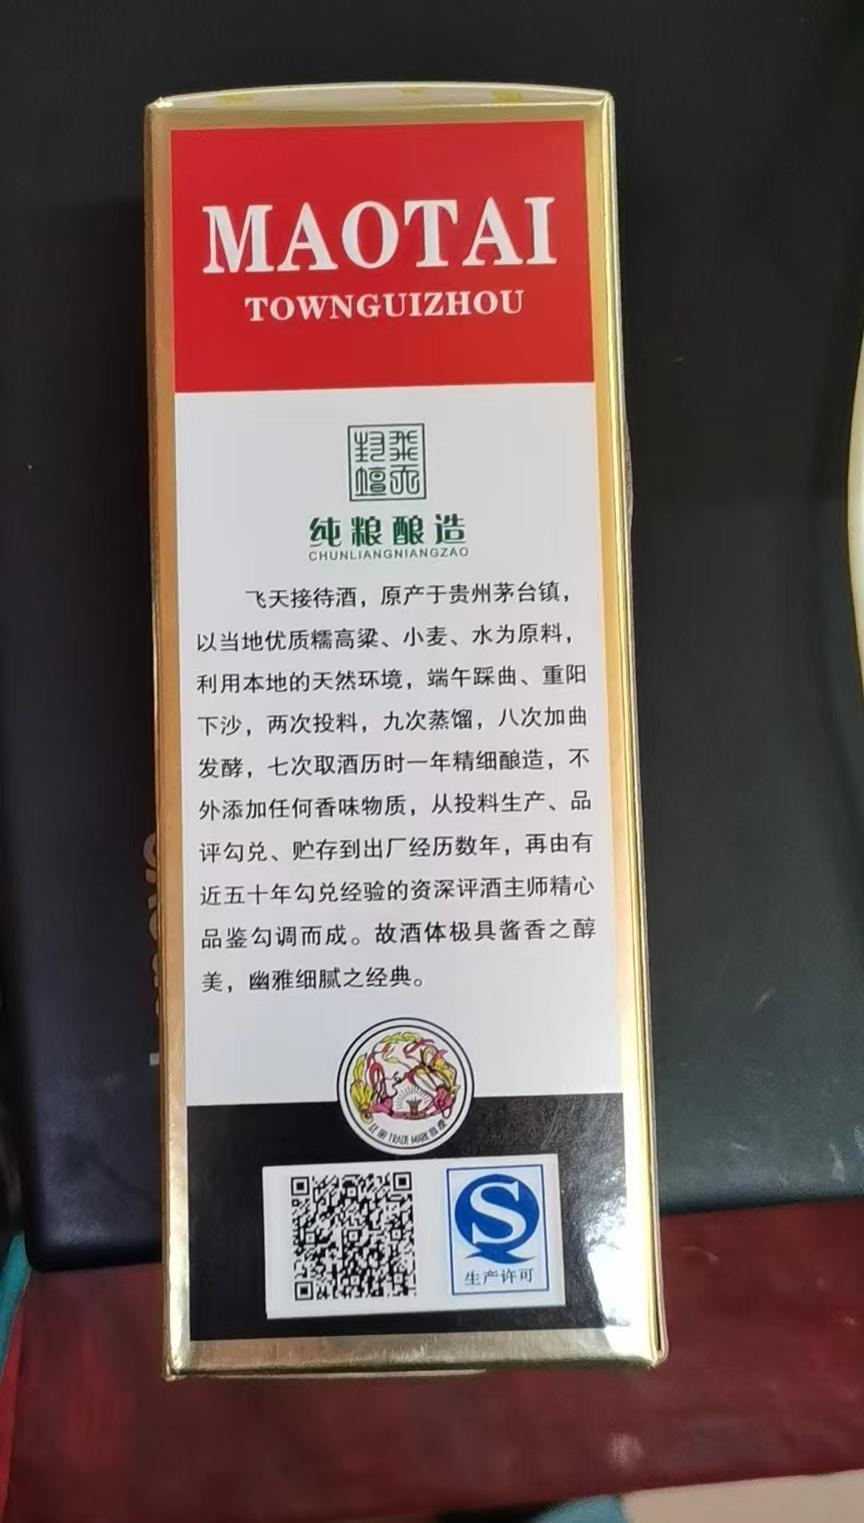 MAOTAI
TOWNGUIZHOU
纯粮酿造
CHUNLIANGNIANGZAO
飞天接待酒，原产于贵州茅台镇，
以当地优质糯高粱、小麦、水为原料，
利用本地的天然环境，端午踩曲、重阳
下沙，两次投料，九次蒸馏，八次加曲
发酵，七次取酒历时一年精细酿造，不
外添加任何香味物质，从投料生产、品
评勾兑、贮存到出厂经历数年，再由有
近五十年勾兑经验的资深评酒主师精心
品鉴勾调而成。故酒体极具酱香之醇
美，幽雅细腻之经典。
TRADE MARK
S
生产许可